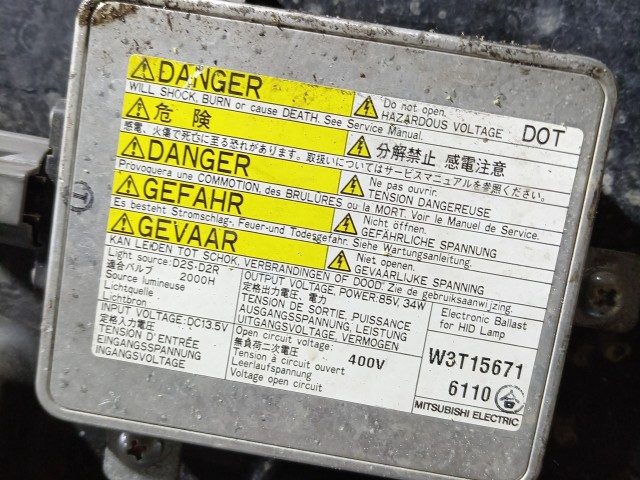 DANGER
Do not open.
HAZARDOUS VOLTAGE
DOT
WILL SHOCK, BURN or cause DEATH. See Service Manual.
危険
分解禁止 感電注意
感電、火傷で死亡に至る恐れがあります。取扱いについてはサービスマニュアルを参照ください。
DANGER
Ne pas ouvrir.
TENSION DANGEREUSE
Provoquera une COMMOTION, des BRULURES ou la MORT. Voir le Manuel de Service.
GEFAHR
Nicht öffnen.
GEFÄHRLICHE SPANNUNG
Es besteht Stromschlag-, Feuer-und Todesgefahr. Siehe Wartungsanleitung.
GEVAAR
Niet openen.
GEVAARLIJKE SPANNING
KAN LEIDEN TOT SCHOK, VERBRANDINGEN OF DOOD. Zie de gebruiksaanwijzing.
Light source:D2S·D2R
適合バルブ 2000H
Source lumineuse
Lichtquelle
Lichtbron
OUTPUT VOLTAGE, POWER:85V, 34W
定格出力電圧、電力
TENSION DE SORTIE, PUISSANCE
AUSGANGSSPANNUNG, LEISTUNG
UITGANGSVOLTAGE, VERMOGEN
Electronic Ballast
for HID Lamp
INPUT VOLTAGE:DC13.5V
定格入力電圧
TENSION D'ENTRÉE
EINGANGSSPANNUNG
INGANGSVOLTAGE
Open circuit voltage:
無負荷二次電圧 400V
Tension à circuit ouvert
Leerlaufspannung
Voltage open circuit
W3T15671
6110
MITSUBISHI ELECTRIC